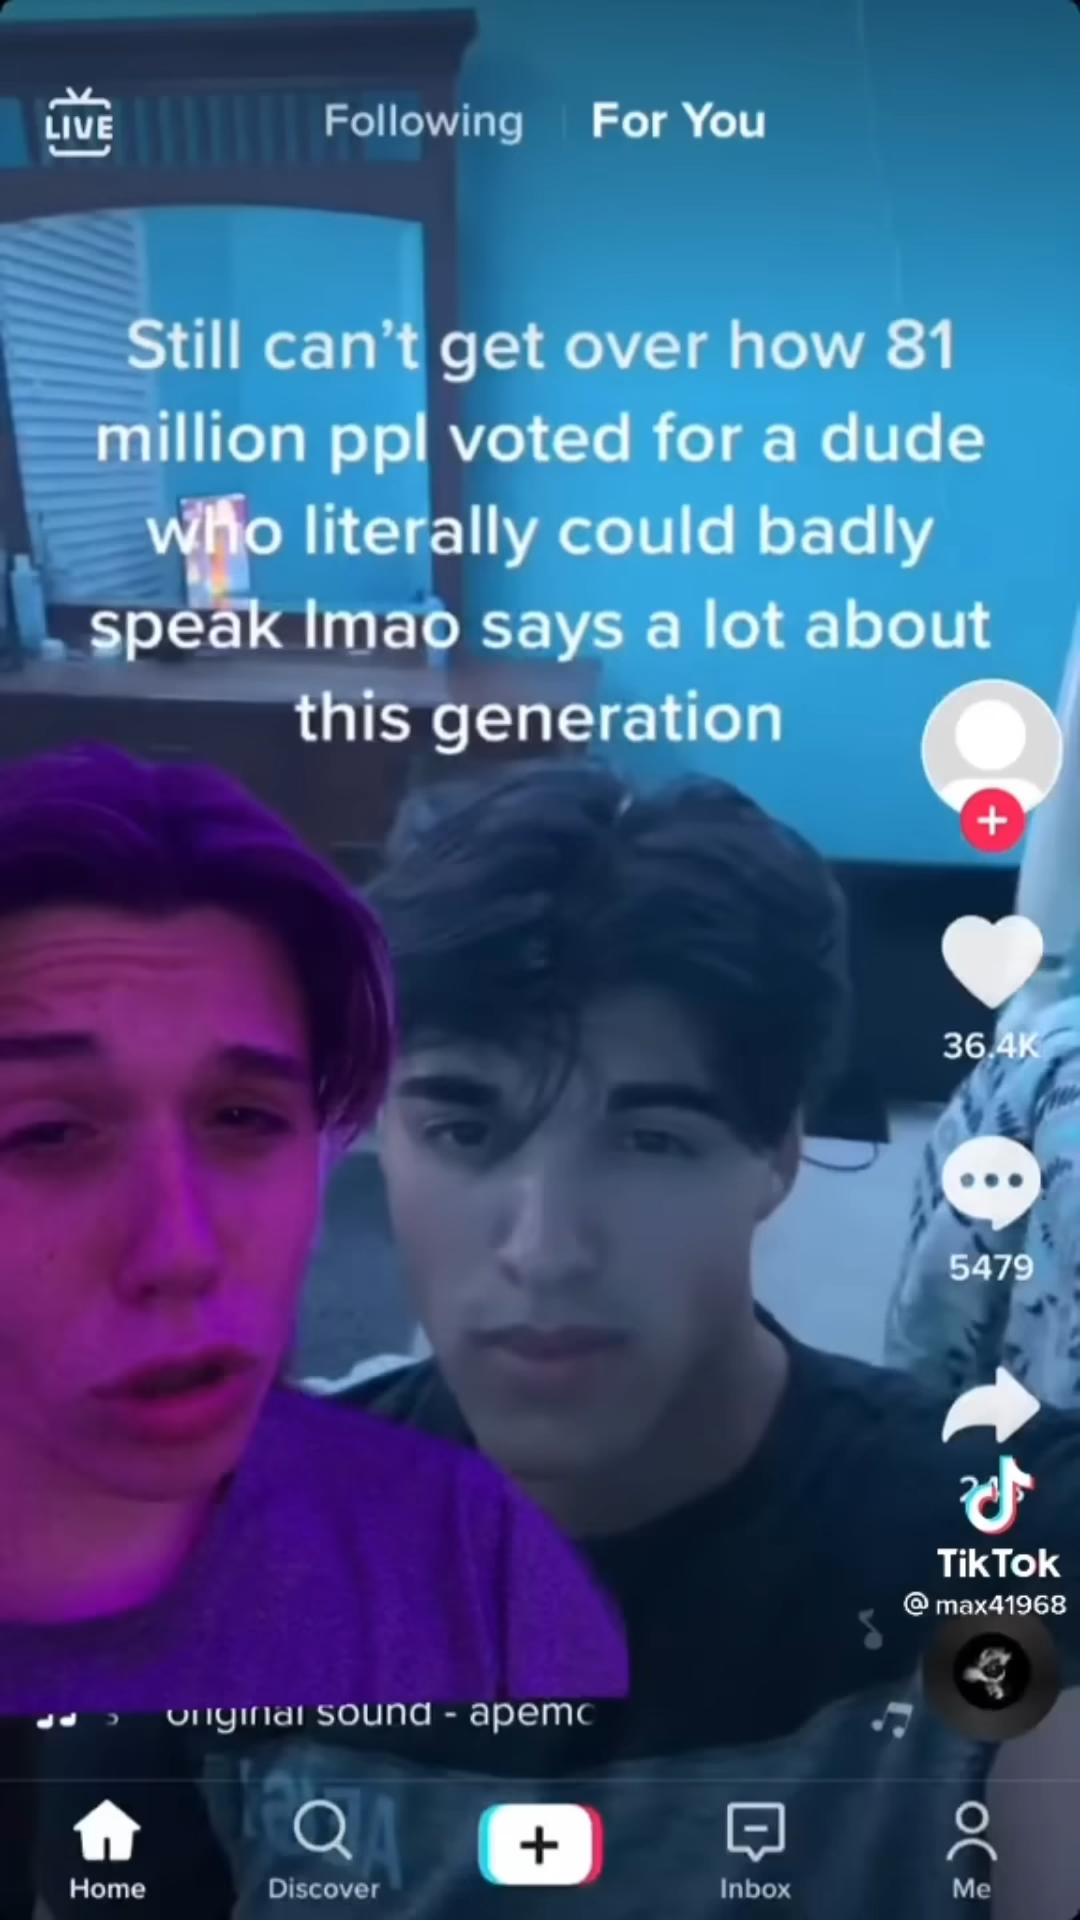 LIVE
Following
For You
Still can’t get over how 81
million ppl voted for a dude
who literally could badly
speak lmao says a lot about
this generation
36.4K
5479
TikTok
@max41968
original sound - apemc
Home
Discover
Inbox
Me